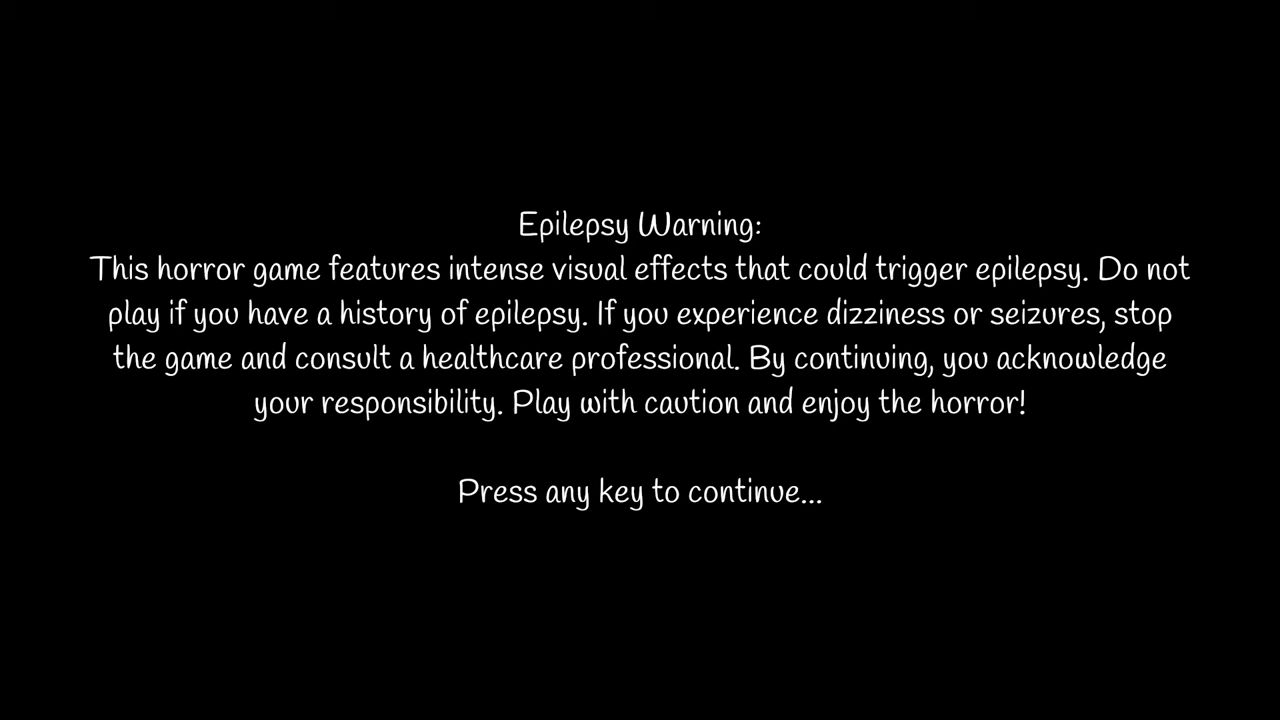 Epilepsy Warning:
This horror game features intense visual effects that could trigger epilepsy. Do not
play if you have a history of epilepsy. If you experience dizziness or seizures, stop
the game and consult a healthcare professional. By continuing, you acknowledge
your responsibility. Play with caution and enjoy the horror!
Press any key to continue...